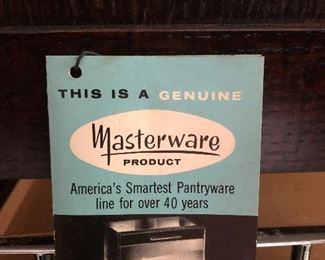 THIS IS A GENUINE
Masterware
PRODUCT
America's Smartest Pantryware
line for over 40 years